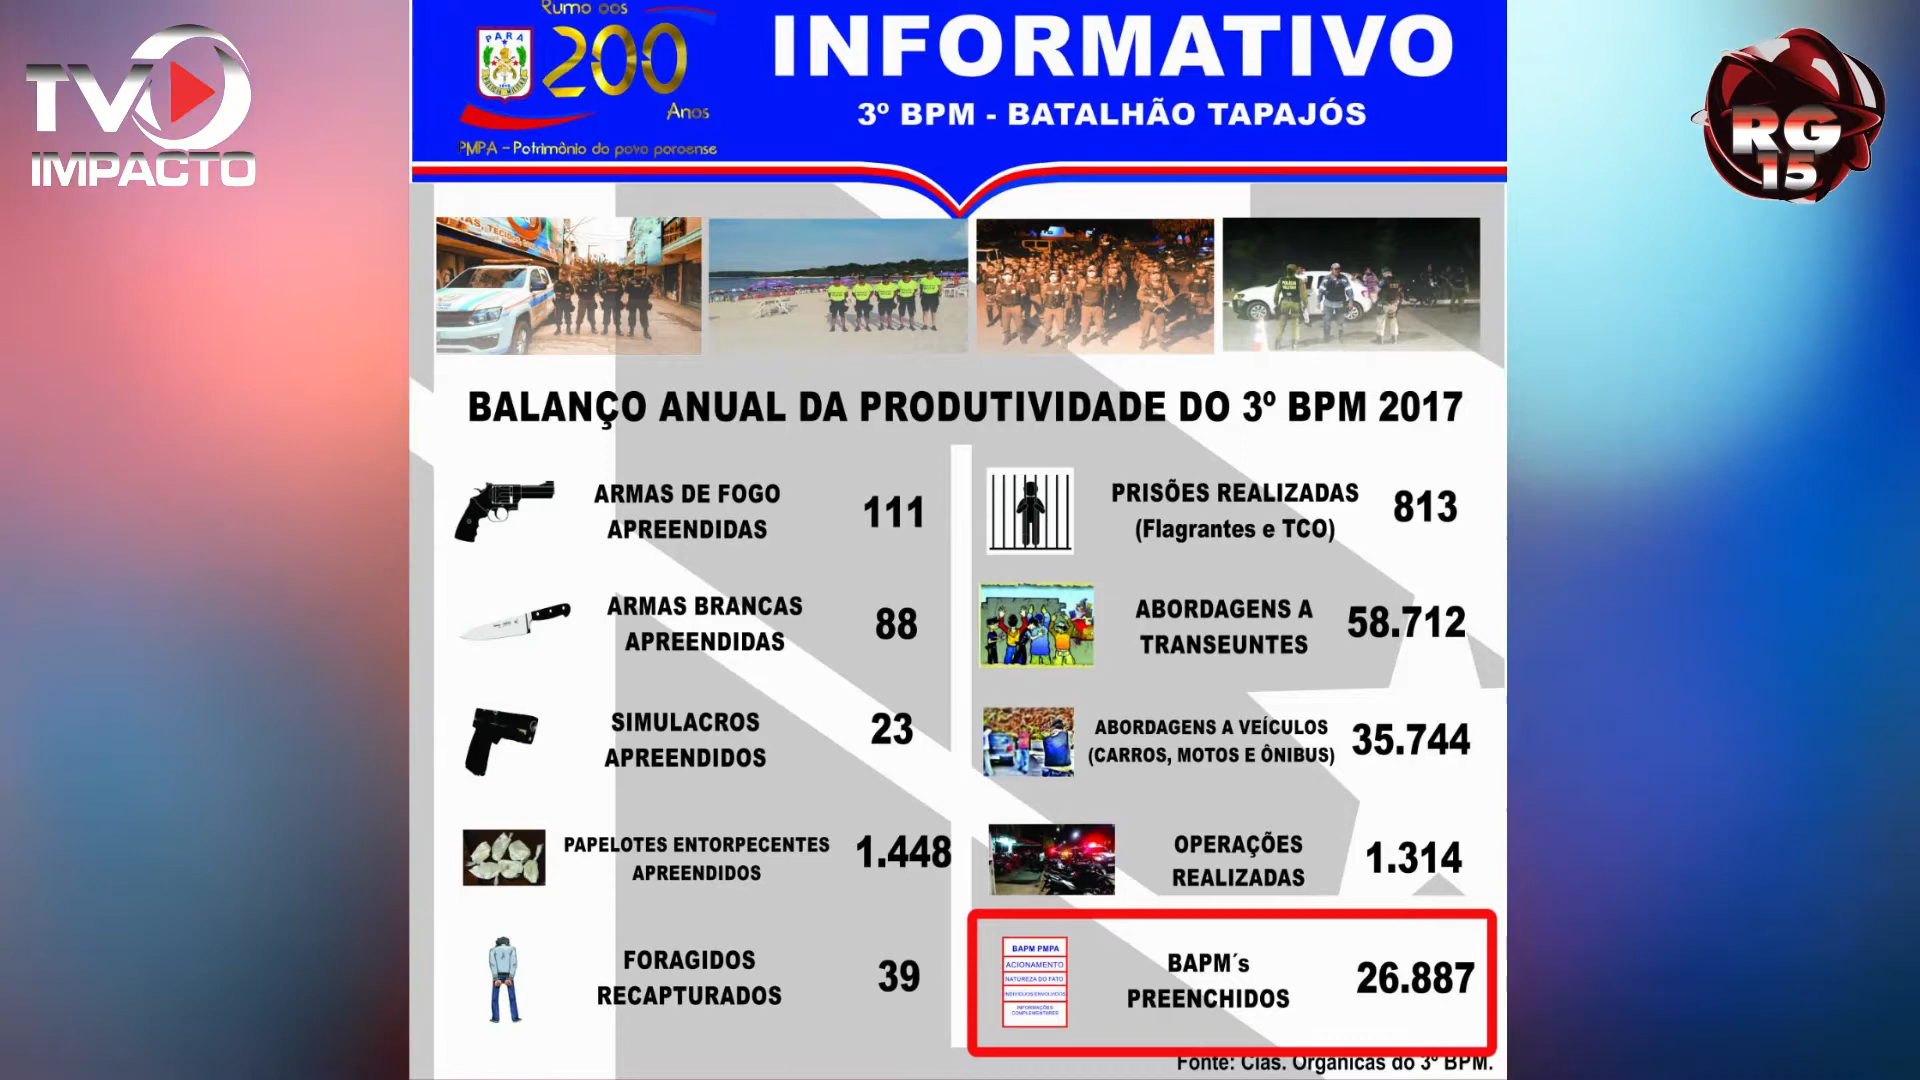 TV
IMPACTO
Rumo aos
200
Anos
PARÁ
PMPA - Patrimônio do povo paraense
INFORMATIVO
3º BPM - BATALHÃO TAPAJÓS
RG
15
BALANÇO ANUAL DA PRODUTIVIDADE DO 3º BPM 2017
ARMAS DE FOGO
APREENDIDAS
111
PRISÕES REALIZADAS
(Flagrantes e TCO)
813
ARMAS BRANCAS
APREENDIDAS
88
ABORDAGENS A
TRANSEUNTES
58.712
SIMULACROS
APREENDIDOS
23
ABORDAGENS A VEÍCULOS
(CARROS, MOTOS E ÔNIBUS)
35.744
PAPELOTES ENTORPECENTES
APREENDIDOS
1.448
OPERAÇÕES
REALIZADAS
1.314
FORAGIDOS
RECAPTURADOS
39
BAPM PMPA
ACIONAMENTO
NATUREZA DO FATO
INDIVIDUOS ENVOLVIDOS
INFORMAÇÕES
COMPLEMENTARES
BAPM´s
PREENCHIDOS
26.887
Fonte: Cias. Orgânicas do 3º BPM.